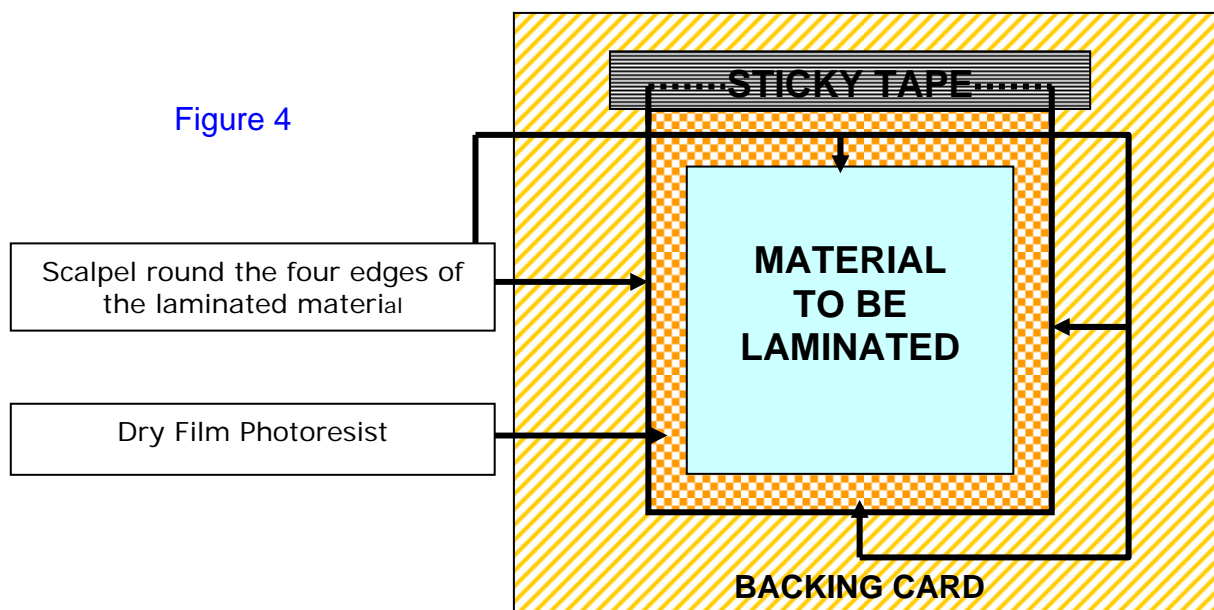 STICKY TAPE
Figure 4
Scalpel round the four edges of
the laminated material
MATERIAL
TO BE
LAMINATED
Dry Film Photoresist
BACKING CARD